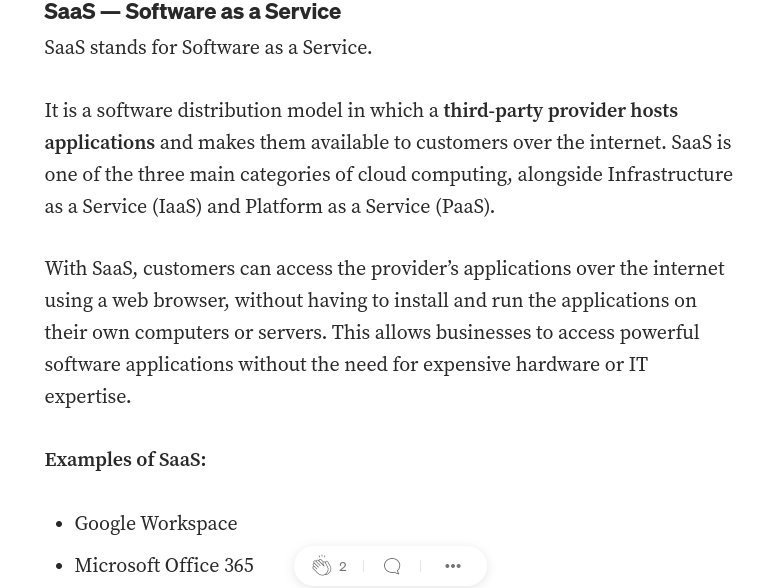 SaaS — Software as a Service
SaaS stands for Software as a Service.
It is a software distribution model in which a third-party provider hosts
applications and makes them available to customers over the internet. SaaS is
one of the three main categories of cloud computing, alongside Infrastructure
as a Service (IaaS) and Platform as a Service (PaaS).
With SaaS, customers can access the provider’s applications over the internet
using a web browser, without having to install and run the applications on
their own computers or servers. This allows businesses to access powerful
software applications without the need for expensive hardware or IT
expertise.
Examples of SaaS:
• Google Workspace
• Microsoft Office 365
2